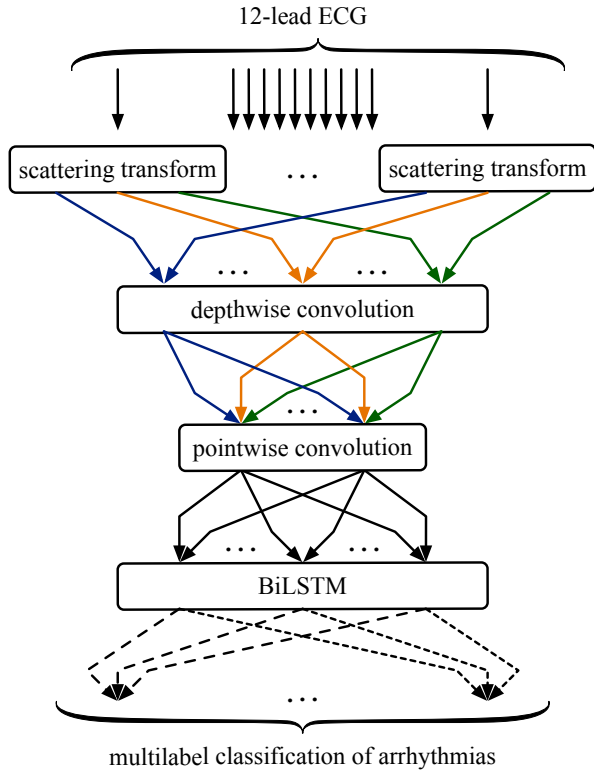 12-lead ECG
scattering transform ... scattering transform
... ...
depthwise convolution
...
pointwise convolution
... ...
BiLSTM
...
multilabel classification of arrhythmias